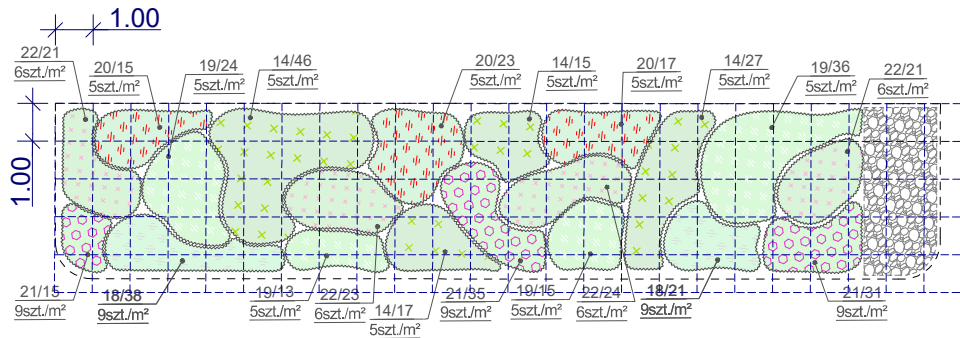 1.00
1.00
22/21
6szt./m²
20/15
5szt./m²
19/24
5szt./m²
14/46
5szt./m²
20/23
5szt./m²
14/15
5szt./m²
20/17
5szt./m²
14/27
5szt./m²
19/36
5szt./m²
22/21
6szt./m²
21/15
9szt./m²
18/38
9szt./m²
19/13
5szt./m²
22/23
6szt./m²
14/17
5szt./m²
21/35
9szt./m²
19/15
5szt./m²
22/24
6szt./m²
18/21
9szt./m²
21/31
9szt./m²